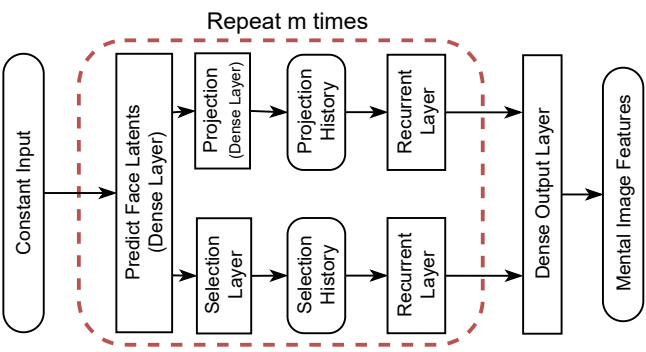 Repeat m times
Constant Input
Predict Face Latents
(Dense Layer)
Projection
(Dense Layer)
Projection
History
Recurrent
Layer
Selection
Layer
Selection
History
Recurrent
Layer
Dense Output Layer
Mental Image Features